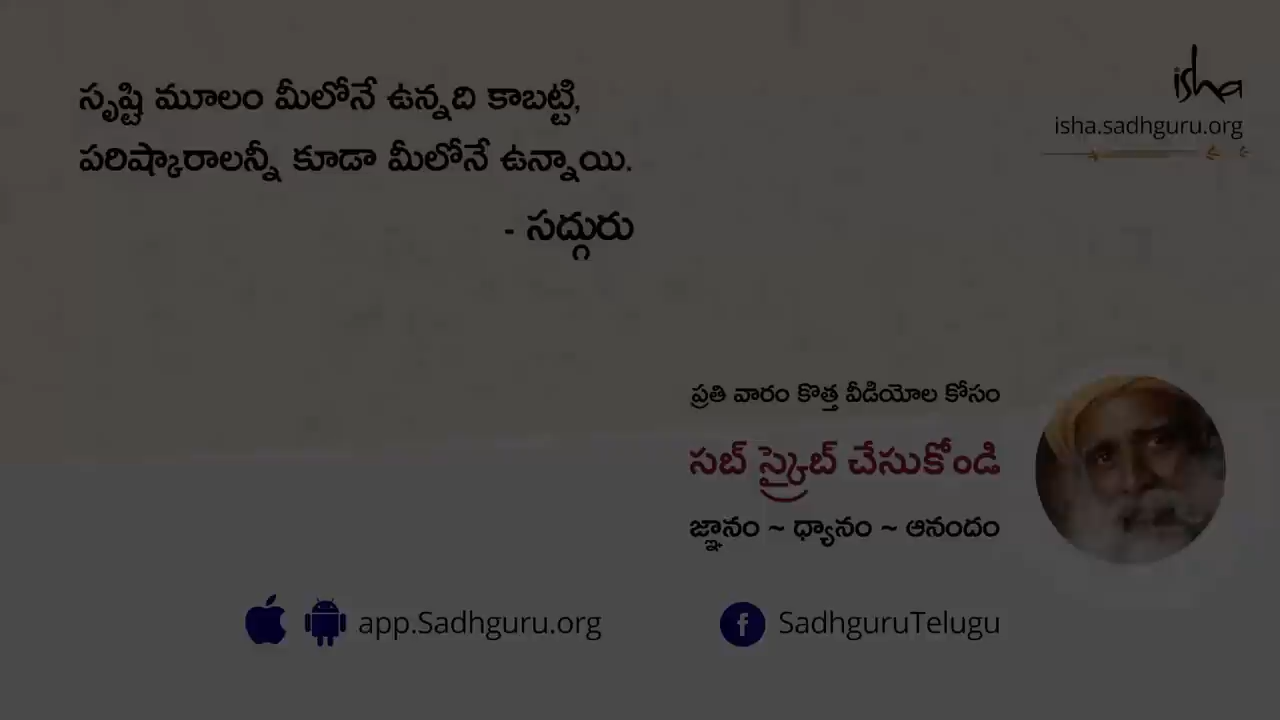 సృష్టి మూలం మీలోనే ఉన్నది కాబట్టి,
పరిష్కారాలన్నీ కూడా మీలోనే ఉన్నాయి.
- సద్గురు
isha
isha.sadhguru.org
ప్రతి వారం కొత్త వీడియోల కోసం
సబ్ స్క్రైబ్ చేసుకోండి
జ్ఞానం ~ ధ్యానం ~ ఆనందం
app.Sadhguru.org
SadhguruTelugu